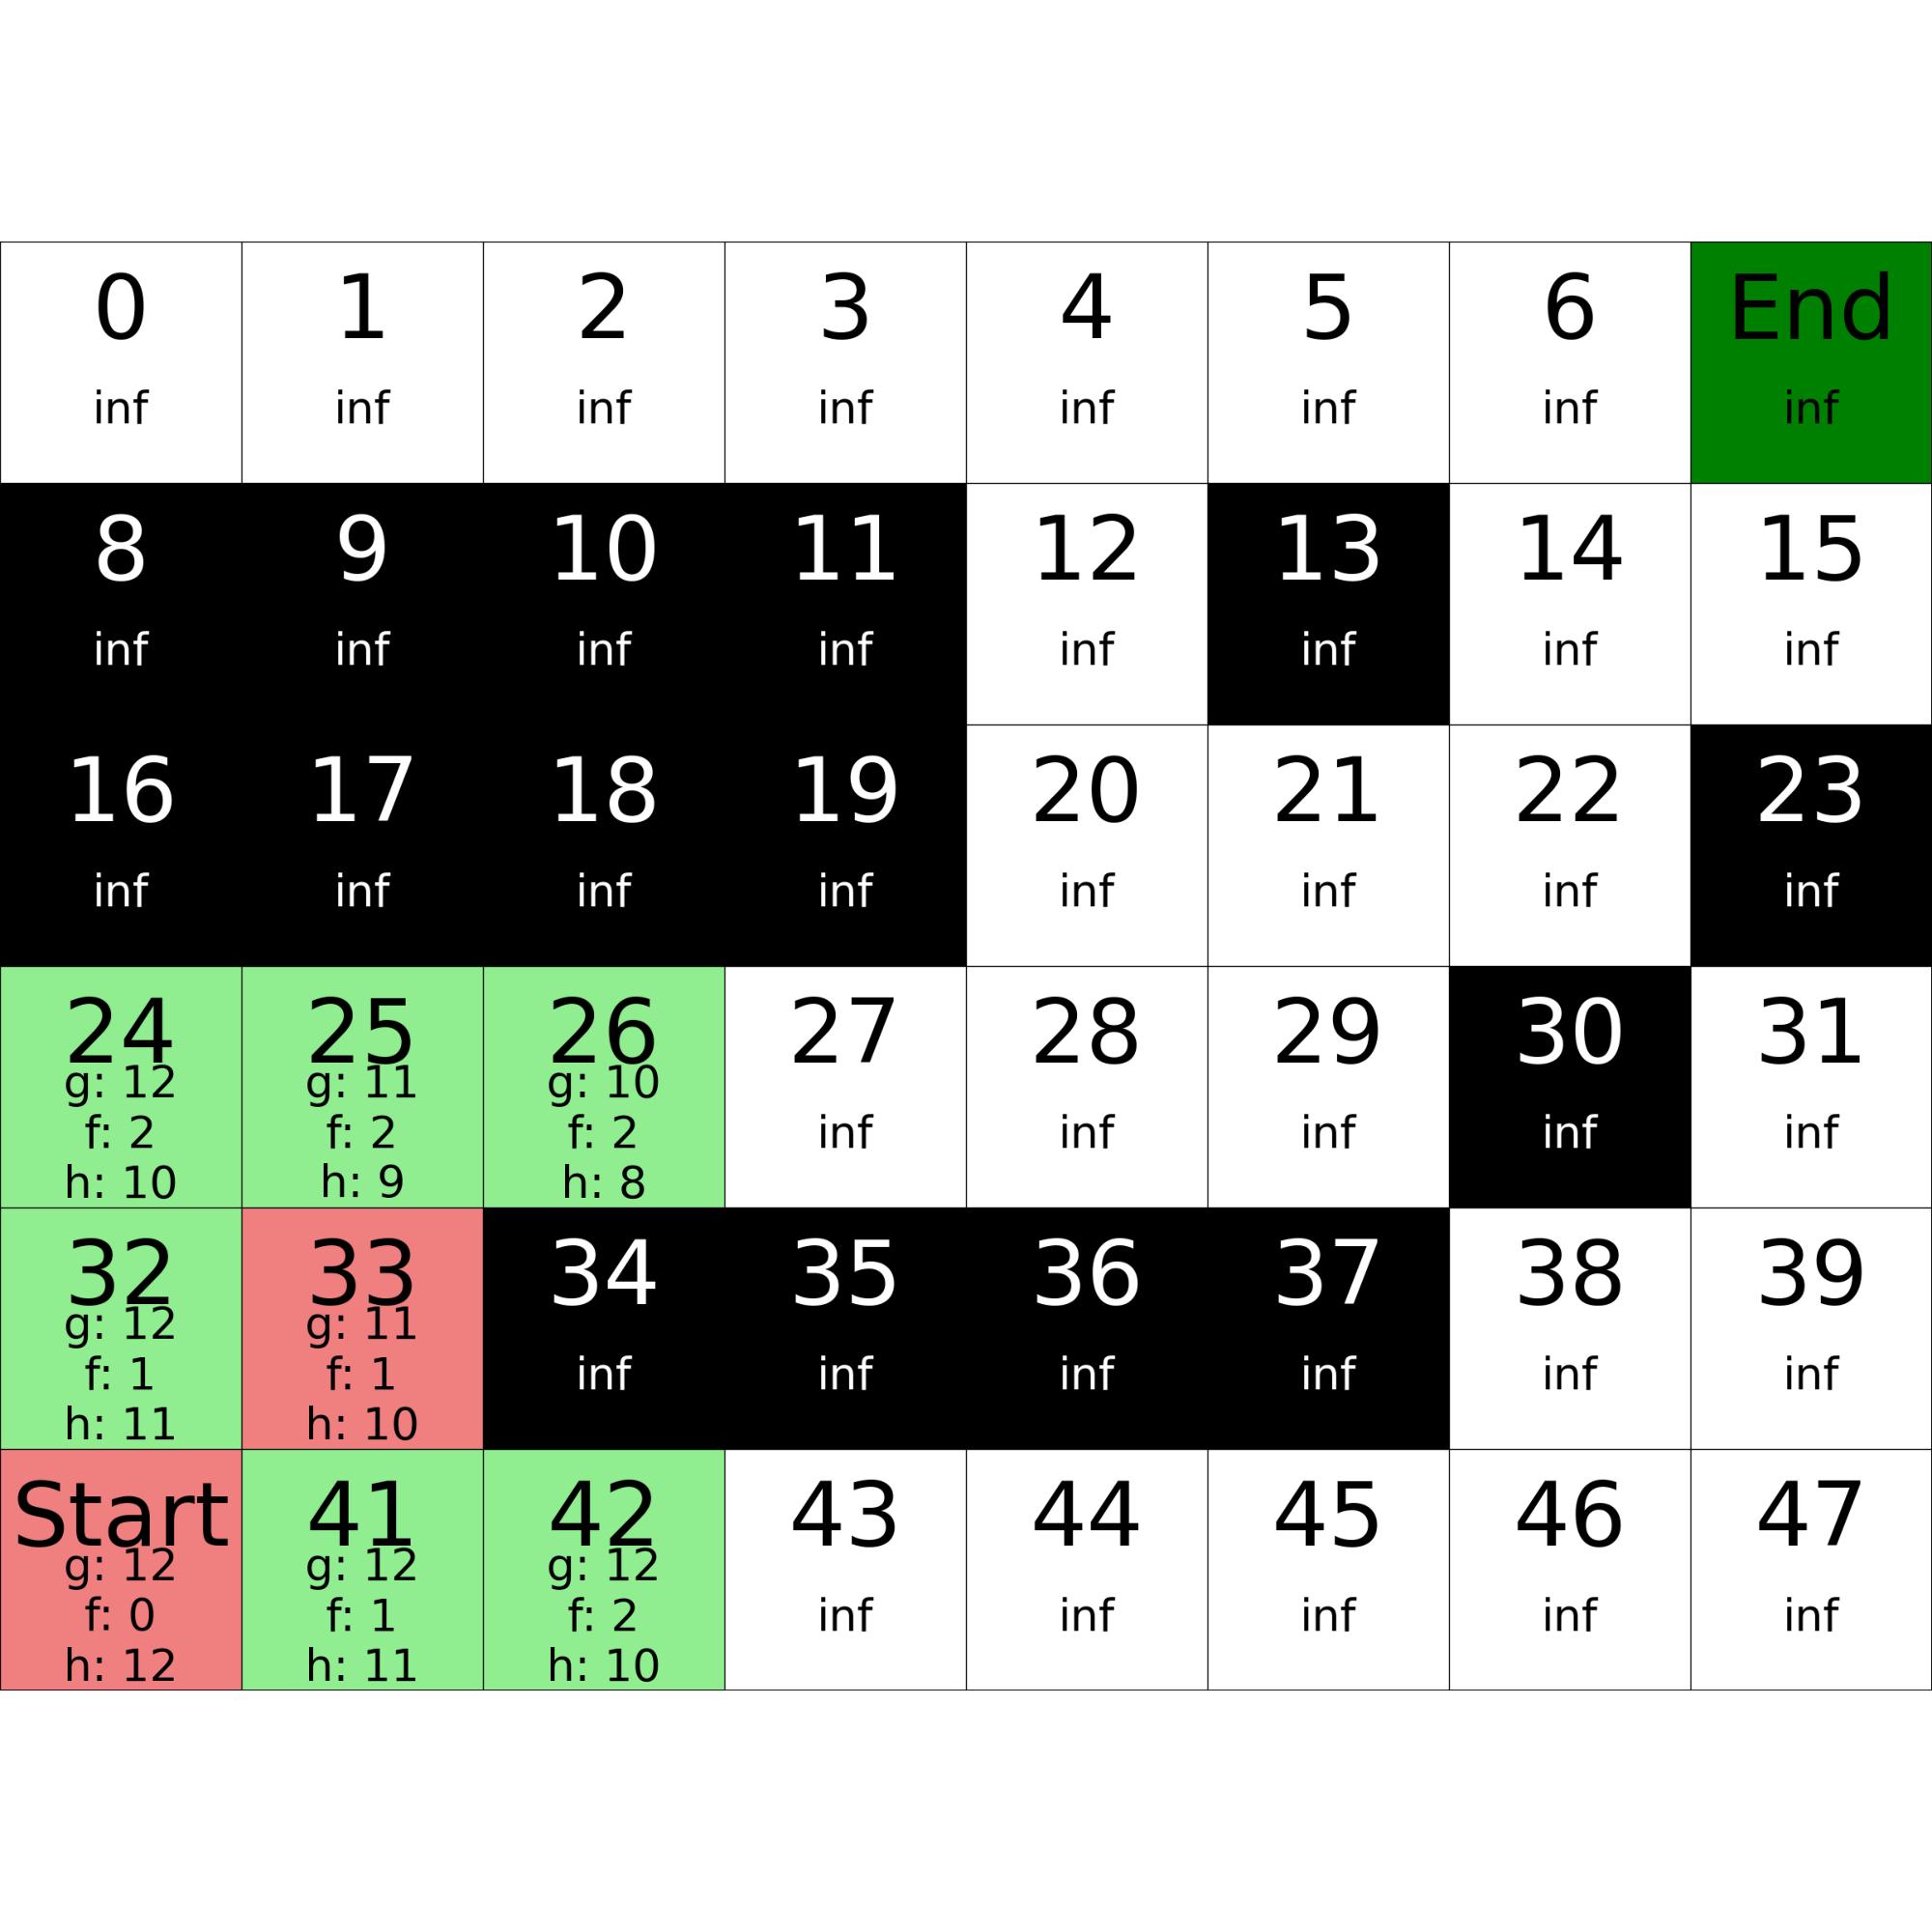 0 1 2 3 4 5 6 End
inf inf inf inf inf inf inf inf
8 9 10 11 12 13 14 15
inf inf inf inf inf inf inf inf
16 17 18 19 20 21 22 23
inf inf inf inf inf inf inf inf
24 25 26 27 28 29 30 31
g: 12 g: 11 g: 10
f: 2 f: 2 f: 2 inf inf inf inf inf
h: 10 h: 9 h: 8
32 33 34 35 36 37 38 39
g: 12 g: 11
f: 1 f: 1 inf inf inf inf inf inf
h: 11 h: 10
Start 41 42 43 44 45 46 47
g: 12 g: 12 g: 12
f: 0 f: 1 f: 2 inf inf inf inf inf
h: 12 h: 11 h: 10